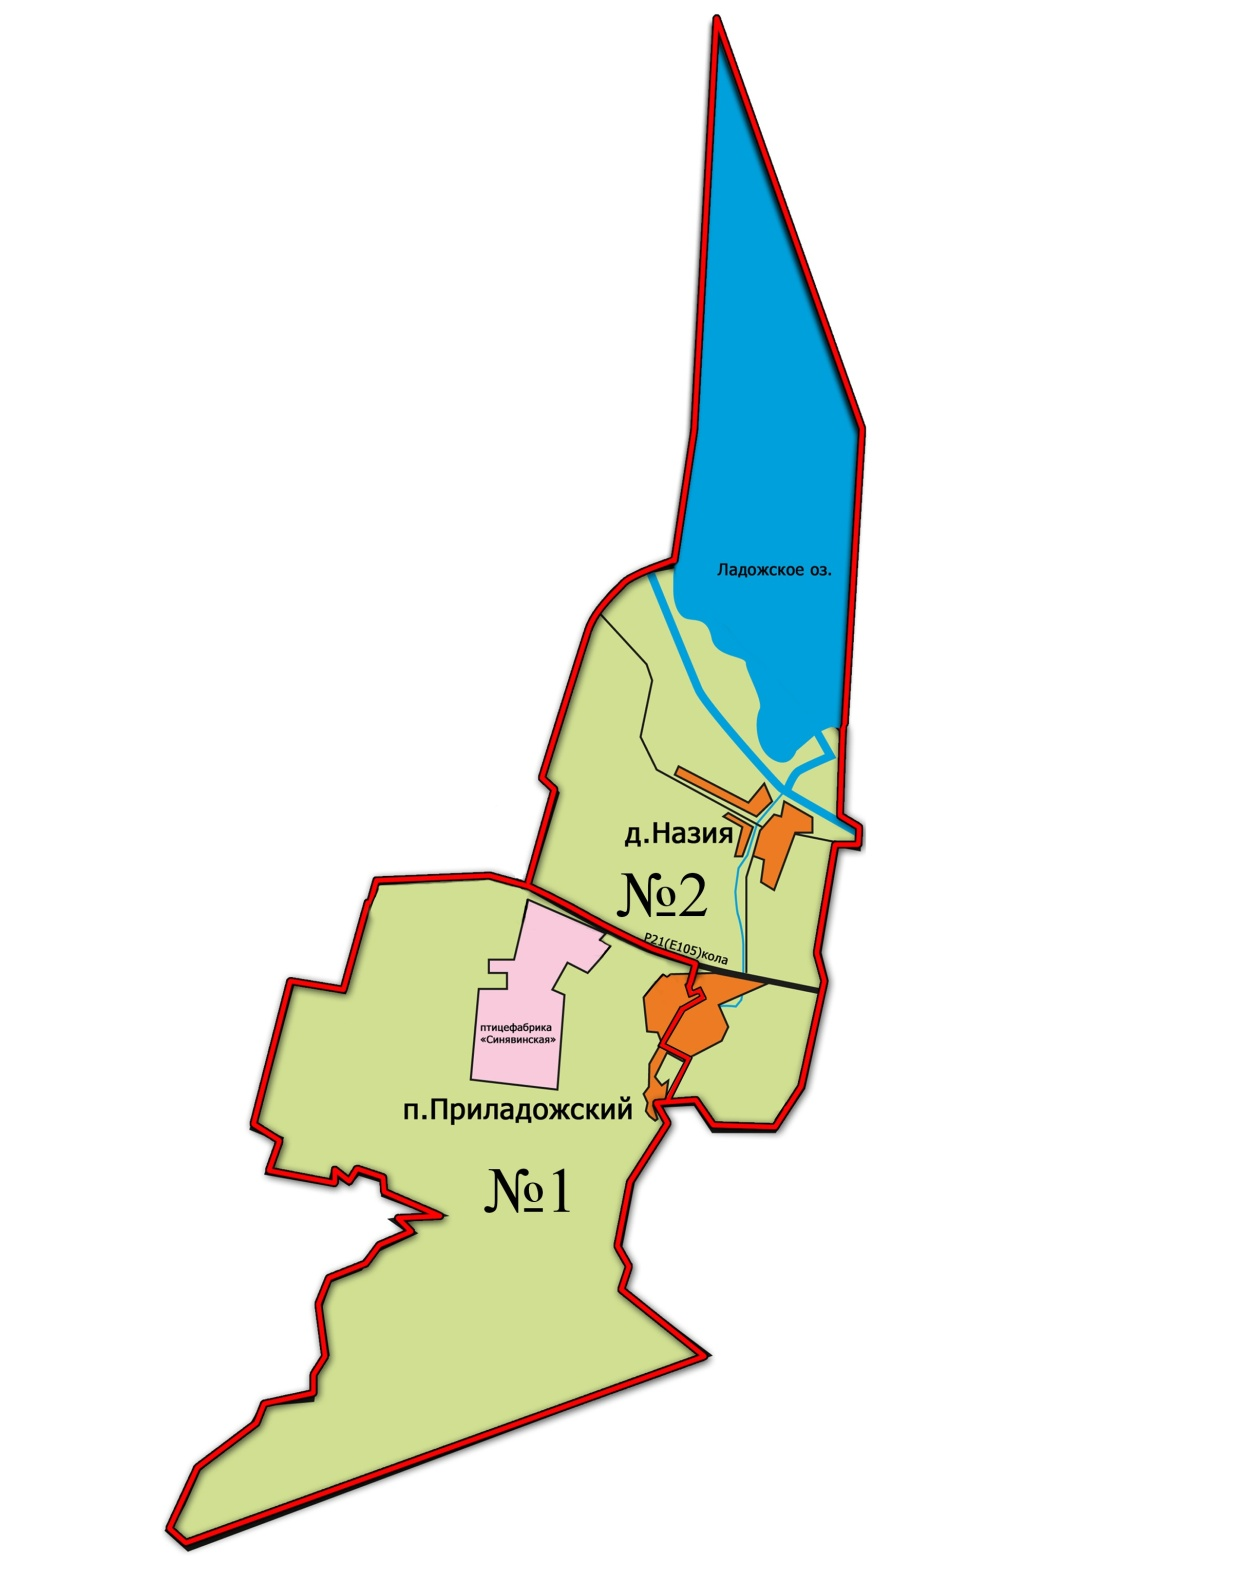 Ладожское оз.
д.Назия
№2
Р21(Е105)кола
птицефабрика
«Синявинская»
п.Приладожский
№1